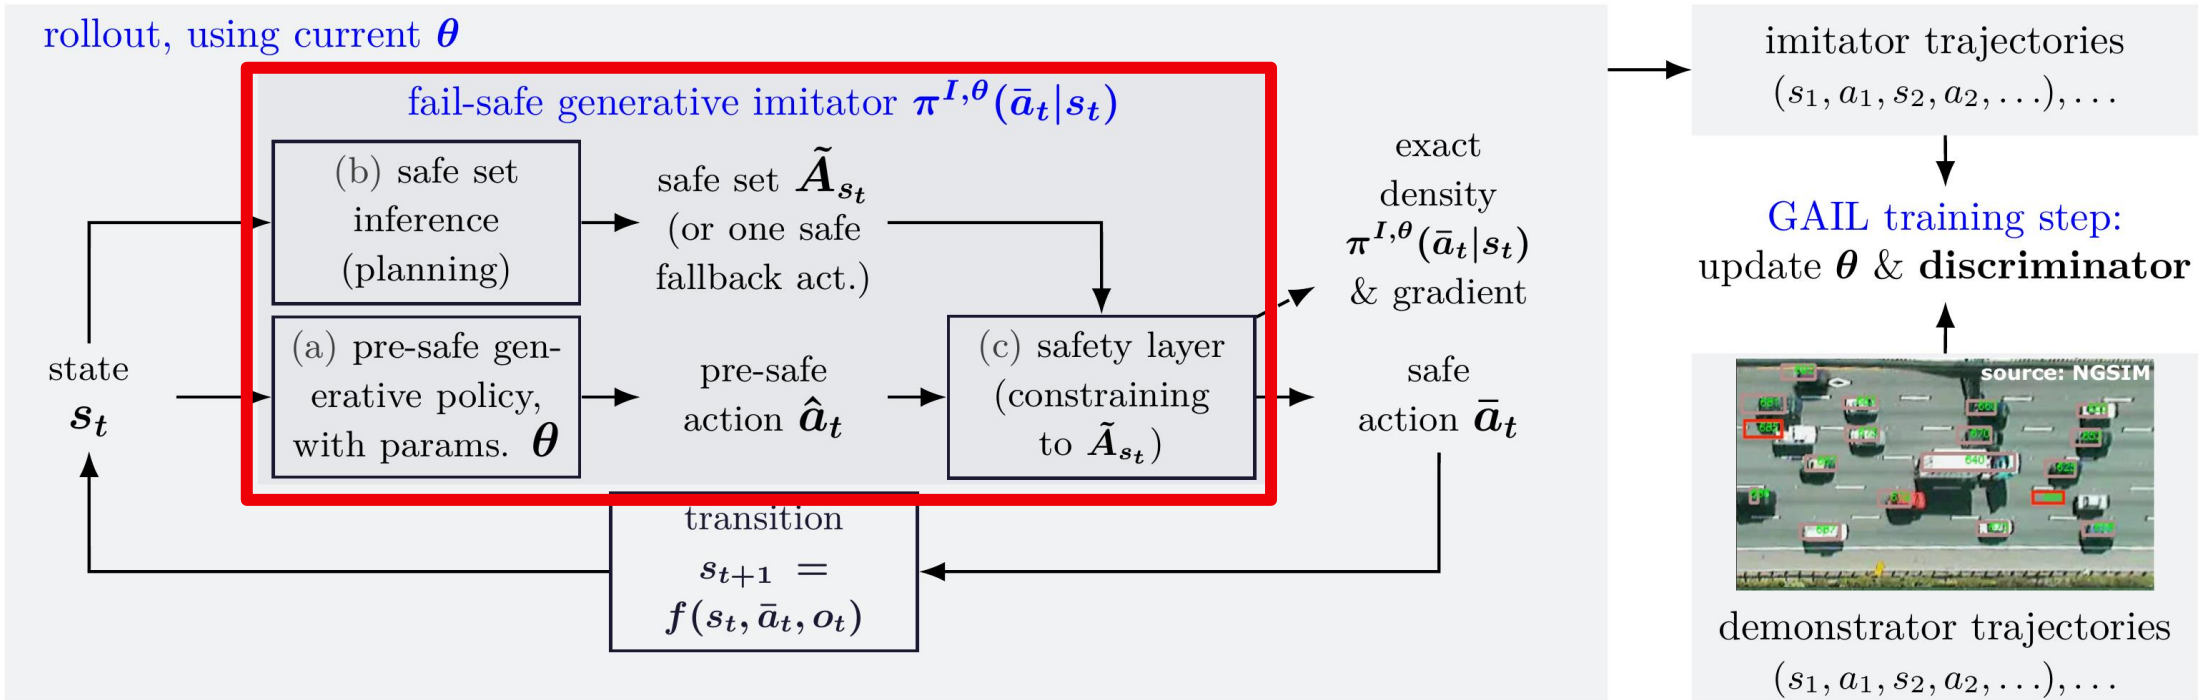 rollout, using current θ
fail-safe generative imitator π^{I,θ}(ā_t|s_t)
(b) safe set
inference
(planning)
safe set Ã_{s_t}
(or one safe
fallback act.)
(a) pre-safe gen-
erative policy,
with params. θ
pre-safe
action â_t
(c) safety layer
(constraining
to Ã_{s_t})
state
s_t
exact
density
π^{I,θ}(ā_t|s_t)
& gradient
safe
action ā_t
transition
s_{t+1} =
f(s_t, ā_t, o_t)
imitator trajectories
(s_1, a_1, s_2, a_2, . . .), . . .
GAIL training step:
update θ & discriminator
source: NGSIM
640
demonstrator trajectories
(s_1, a_1, s_2, a_2, . . .), . . .